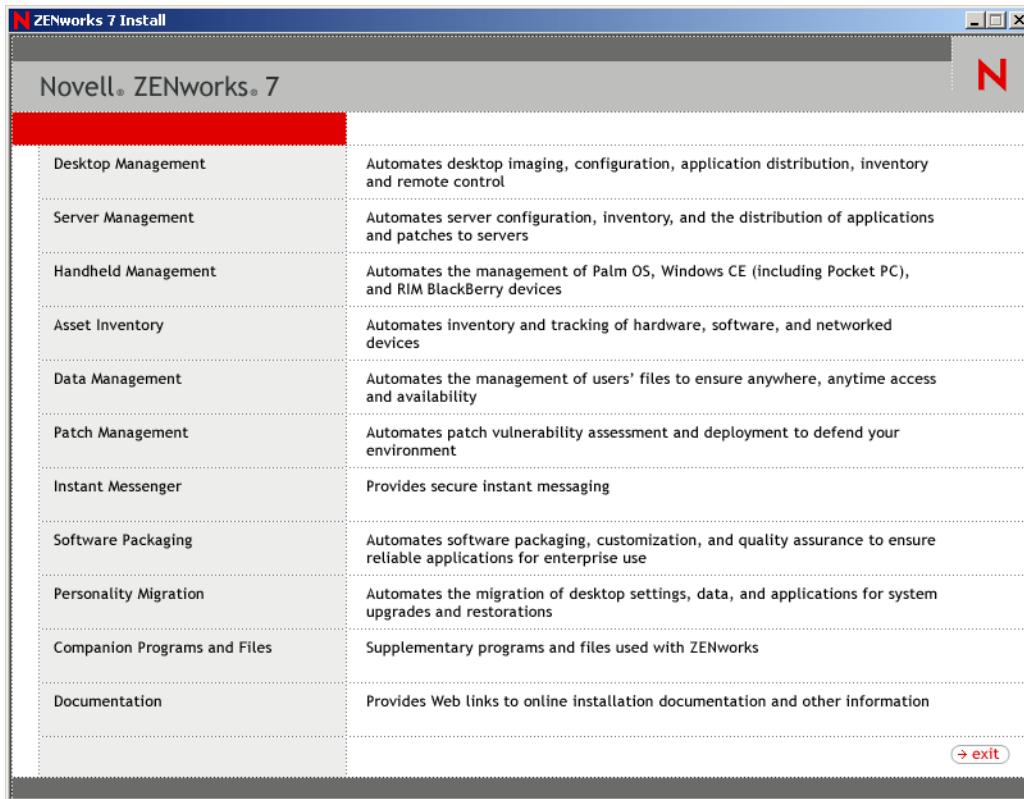 ZENworks 7 Install
Novell® ZENworks® 7
N
Desktop Management
Automates desktop imaging, configuration, application distribution, inventory
and remote control
Server Management
Automates server configuration, inventory, and the distribution of applications
and patches to servers
Handheld Management
Automates the management of Palm OS, Windows CE (including Pocket PC),
and RIM BlackBerry devices
Asset Inventory
Automates inventory and tracking of hardware, software, and networked
devices
Data Management
Automates the management of users’ files to ensure anywhere, anytime access
and availability
Patch Management
Automates patch vulnerability assessment and deployment to defend your
environment
Instant Messenger
Provides secure instant messaging
Software Packaging
Automates software packaging, customization, and quality assurance to ensure
reliable applications for enterprise use
Personality Migration
Automates the migration of desktop settings, data, and applications for system
upgrades and restorations
Companion Programs and Files
Supplementary programs and files used with ZENworks
Documentation
Provides Web links to online installation documentation and other information
→ exit